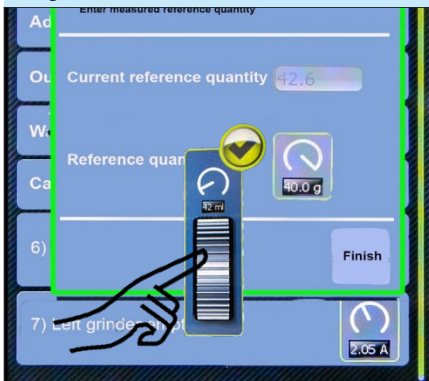 Enter measured reference quantity
Ad
Current reference quantity 42.6
Ou
Wa
Reference quan
40.0 g
42 ml
Ca
6)
Finish
7) Left grinder
2.05 A